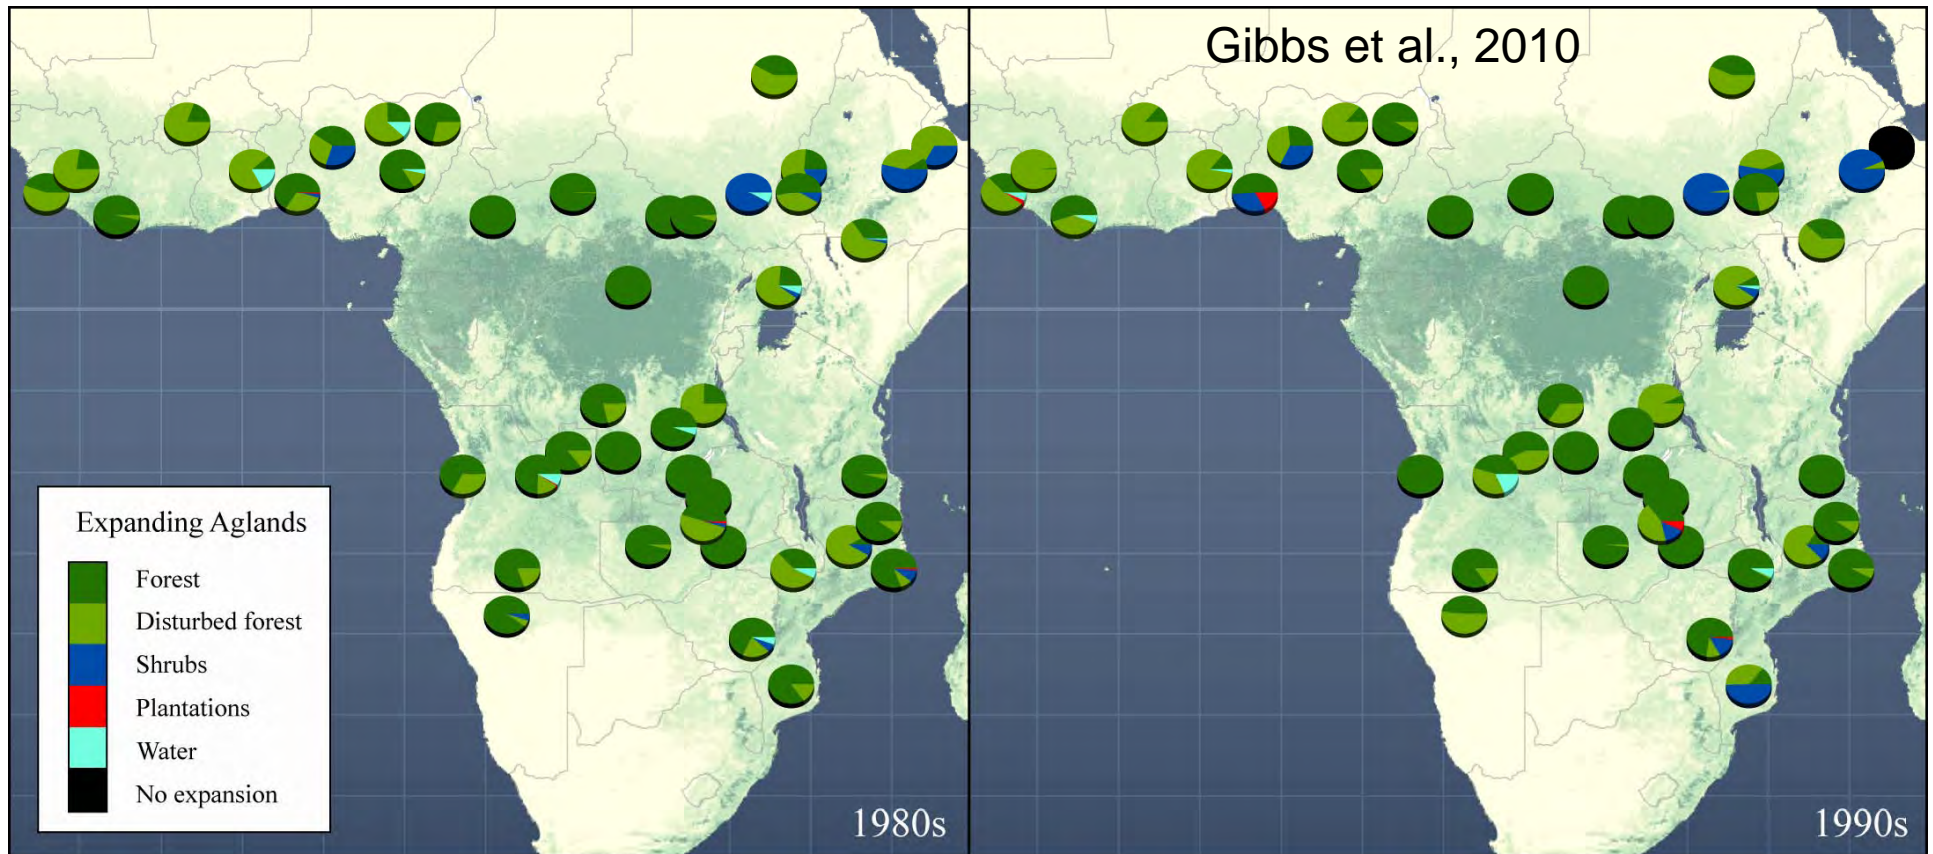 Gibbs et al., 2010
Expanding Aglands
Forest
Disturbed forest
Shrubs
Plantations
Water
No expansion
1980s
1990s